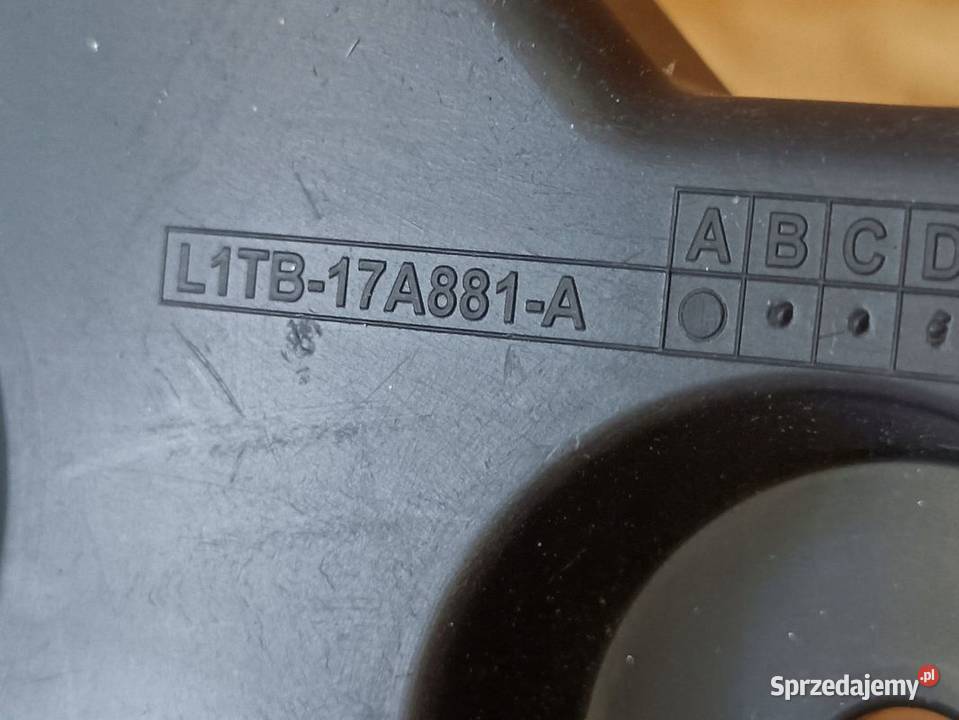 L1TB-17A881-A
A B C D
Sprzedajemy.pl